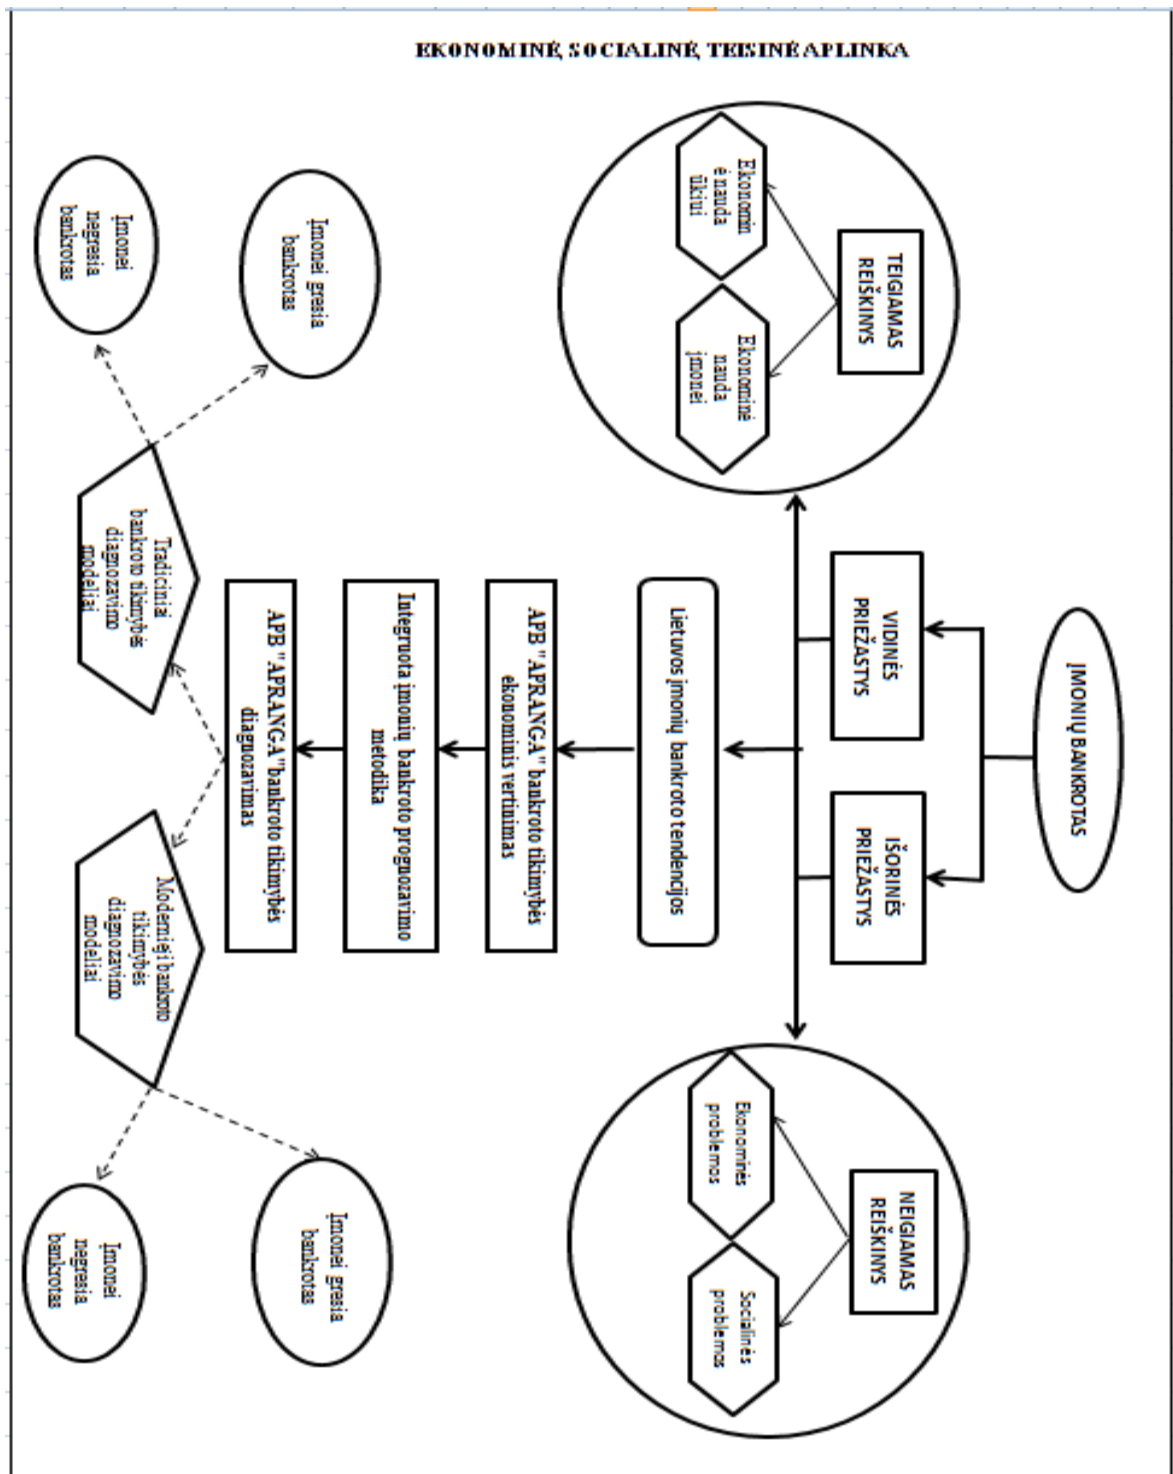 EKONOMINĖ, SOCIALINĖ, TEISINĖ APLINKA
ĮMONIŲ BANKROTAS
VIDINĖS
PRIEŽASTYS
IŠORINĖS
PRIEŽASTYS
TEIGIAMAS
REIŠKINYS
Ekonomin
ė nauda
ūkiui
Ekonominė
nauda
įmonei
NEIGIAMAS
REIŠKINYS
Ekonominės
problemos
Socialinės
problemos
Lietuvos įmonių bankroto tendencijos
APB "APRANGA" bankroto tikimybės
ekonominis vertinimas
Integruota įmonių bankroto prognozavimo
metodika
APB "APRANGA"bankroto tikimybės
diagnozavimas
Tradiciniai
bankroto tikimybės
diagnozavimo
modeliai
Modernieji bankroto
tikimybės
diagnozavimo
modeliai
Įmonei gresia
bankrotas
Įmonei
negresia
bankrotas
Įmonei gresia
bankrotas
Įmonei
negresia
bankrotas